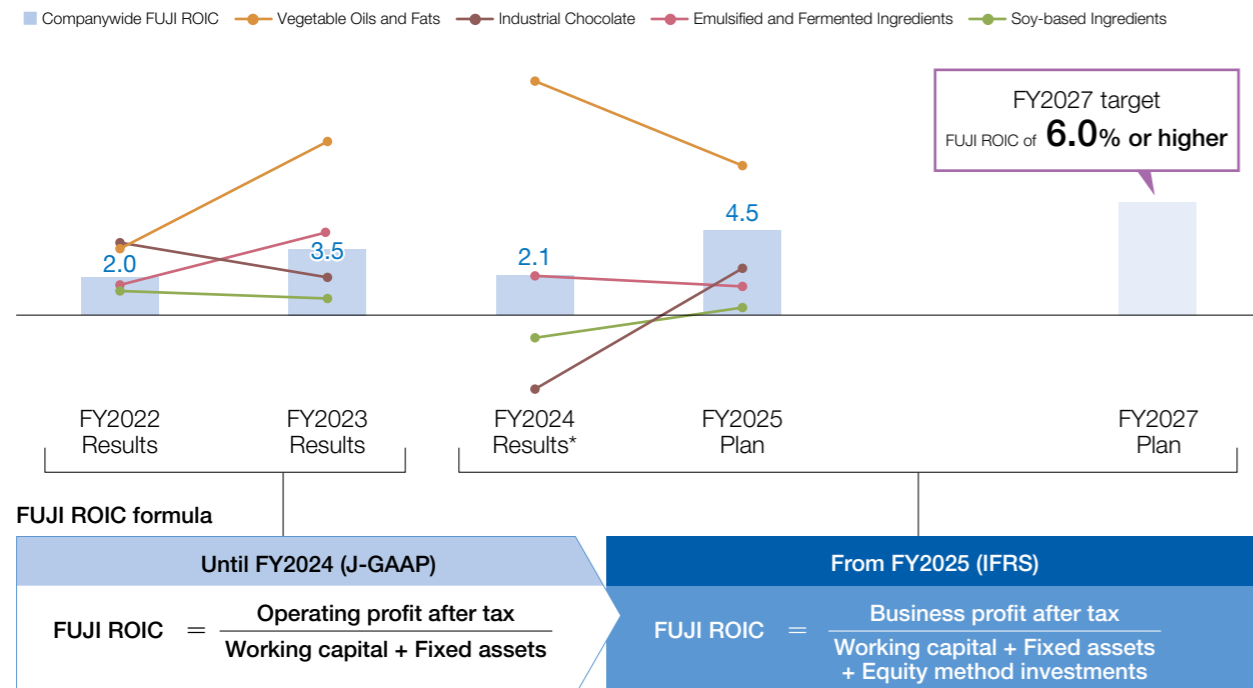 Companywide FUJI ROIC Vegetable Oils and Fats Industrial Chocolate Emulsified and Fermented Ingredients Soy-based Ingredients
FY2027 target
FUJI ROIC of 6.0% or higher
2.0
3.5
2.1
4.5
FY2022
Results
FY2023
Results
FY2024
Results*
FY2025
Plan
FY2027
Plan
FUJI ROIC formula
Until FY2024 (J-GAAP)
FUJI ROIC =
Operating profit after tax
Working capital + Fixed assets
From FY2025 (IFRS)
FUJI ROIC =
Business profit after tax
Working capital + Fixed assets
+ Equity method investments